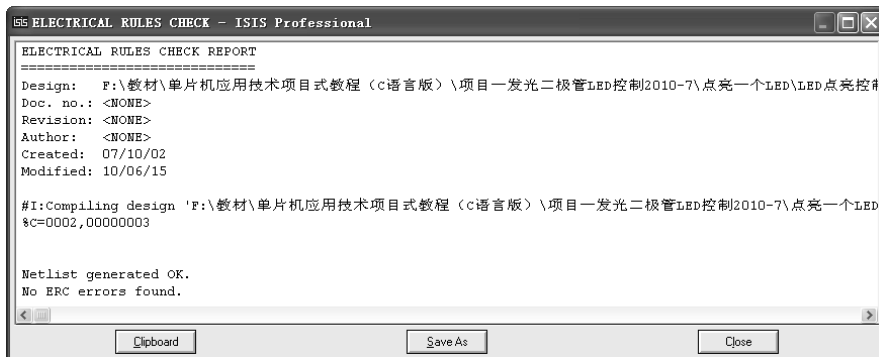 ISIS ELECTRICAL RULES CHECK - ISIS Professional
ELECTRICAL RULES CHECK REPORT
=============================
Design: F:\教材\单片机应用技术项目式教程（C语言版）\项目一发光二极管LED控制2010-7\点亮一个LED\LED点亮控制
Doc. no.: <NONE>
Revision: <NONE>
Author: <NONE>
Created: 07/10/02
Modified: 10/06/15
#I:Compiling design 'F:\教材\单片机应用技术项目式教程（C语言版）\项目一发光二极管LED控制2010-7\点亮一个LED
%C=0002,00000003
Netlist generated OK.
No ERC errors found.
Clipboard Save As Close